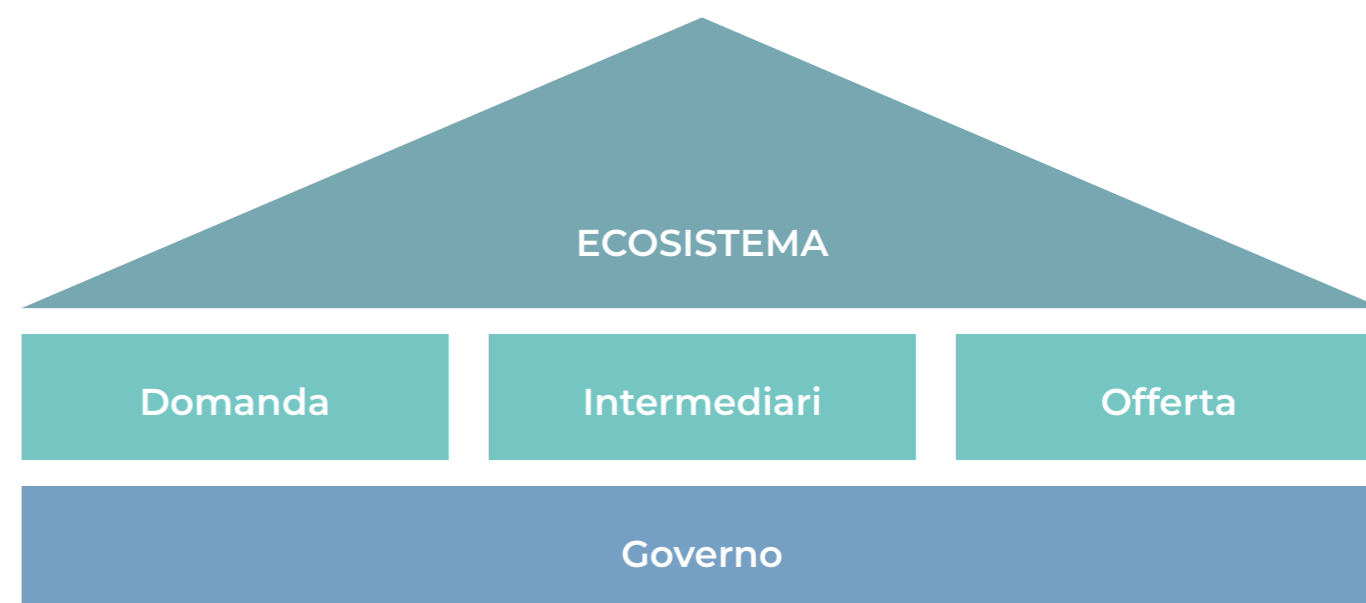 ECOSISTEMA
Domanda
Intermediari
Offerta
Governo